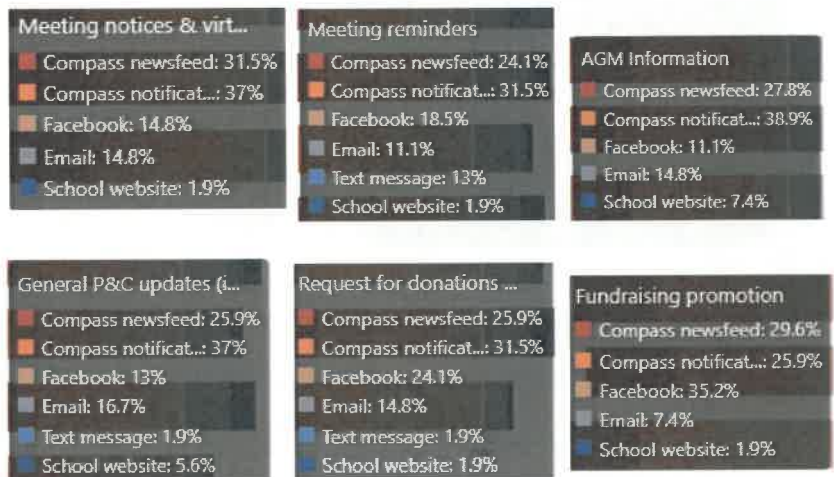 Meeting notices & virt...
Compass newsfeed: 31.5%
Compass notificat...: 37%
Facebook: 14.8%
Email: 14.8%
School website: 1.9%
Meeting reminders
Compass newsfeed: 24.1%
Compass notificat...: 31.5%
Facebook: 18.5%
Email: 11.1%
Text message: 13%
School website: 1.9%
AGM Information
Compass newsfeed: 27.8%
Compass notificat...: 38.9%
Facebook: 11.1%
Email: 14.8%
School website: 7.4%
General P&C updates (i...
Compass newsfeed: 25.9%
Compass notificat...: 37%
Facebook: 13%
Email: 16.7%
Text message: 1.9%
School website: 5.6%
Request for donations ...
Compass newsfeed: 25.9%
Compass notificat...: 31.5%
Facebook: 24.1%
Email: 14.8%
Text message: 1.9%
School website: 1.9%
Fundraising promotion
Compass newsfeed: 29.6%
Compass notificat...: 25.9%
Facebook: 35.2%
Email: 7.4%
School website: 1.9%